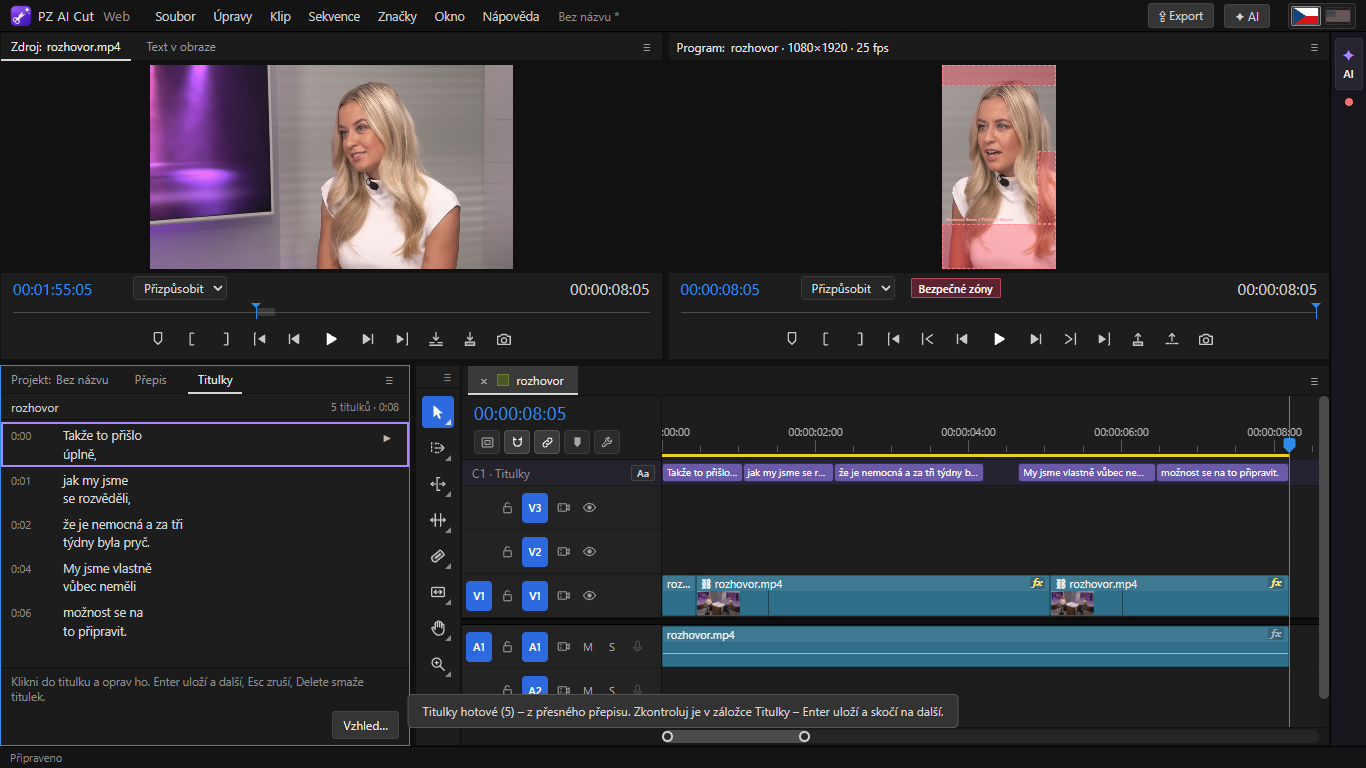 PZ AI Cut Web Soubor Úpravy Klip Sekvence Značky Okno Nápověda Bez názvu * Export AI
Zdroj: rozhovor.mp4 Text v obraze
Program: rozhovor · 1080×1920 · 25 fps
AI
00:01:55:05 Přizpůsobit 00:00:08:05
00:00:08:05 Přizpůsobit Bezpečné zóny 00:00:08:05
Projekt: Bez názvu Přepis Titulky
rozhovor 5 titulků · 0:08
0:00 Takže to přišlo
úplně,
0:01 jak my jsme
se rozvěděli,
0:02 že je nemocná a za tři
týdny byla pryč.
0:04 My jsme vlastně
vůbec neměli
0:06 možnost se na
to připravit.
Klikni do titulku a oprav ho. Enter uloží a další, Esc zruší, Delete smaže
titulek.
Vzhled...
× rozhovor
00:00:08:05
:00:00 00:00:02:00 00:00:04:00 00:00:06:00 00:00:08:00
C1 · Titulky Aa
Takže to přišlo... jak my jsme se r... že je nemocná a za tři týdny b... My jsme vlastně vůbec ne... možnost se na to připravit.
V3
V2
V1 V1 roz... rozhovor.mp4 fx rozhovor.mp4 fx
A1 A1 M S rozhovor.mp4 fx
A2 M S
Titulky hotové (5) – z přesného přepisu. Zkontroluj je v záložce Titulky – Enter uloží a skočí na další.
Připraveno